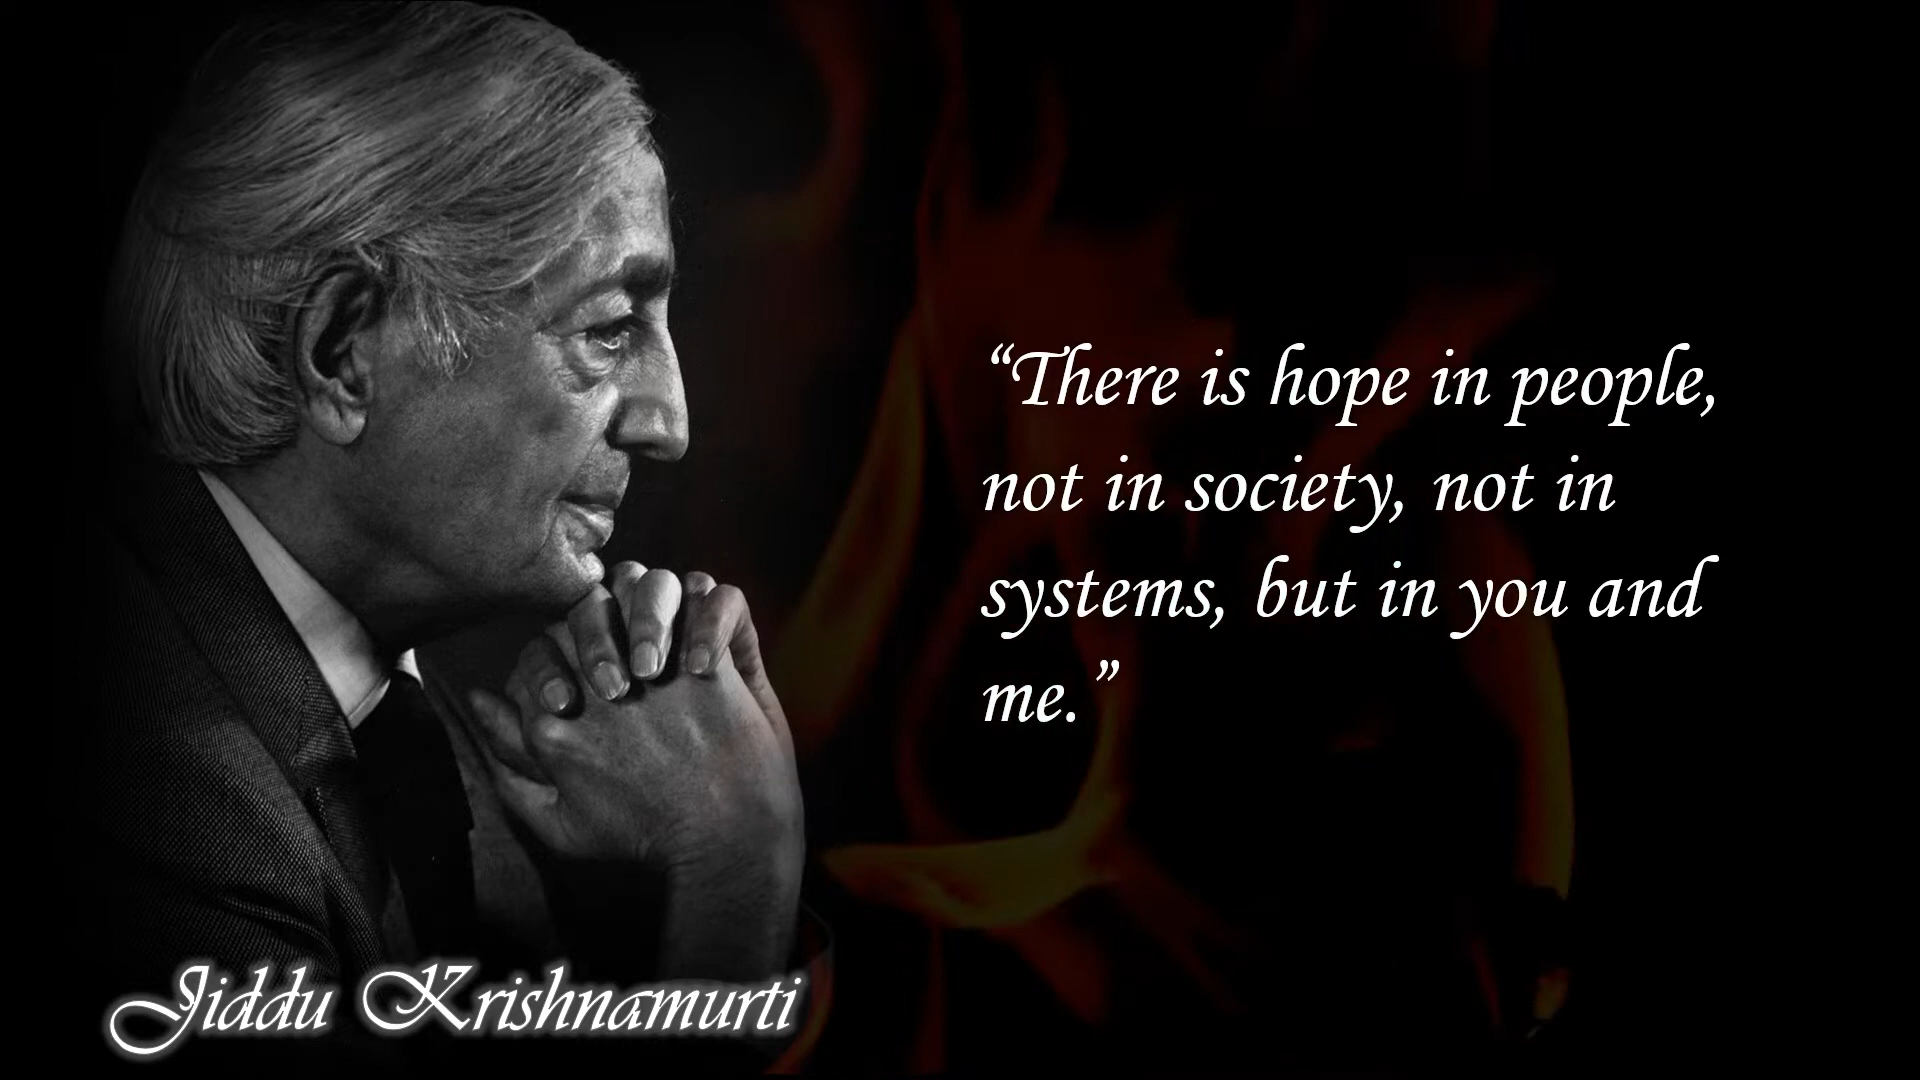 “There is hope in people,
not in society, not in
systems, but in you and
me.”
Jiddu Krishnamurti